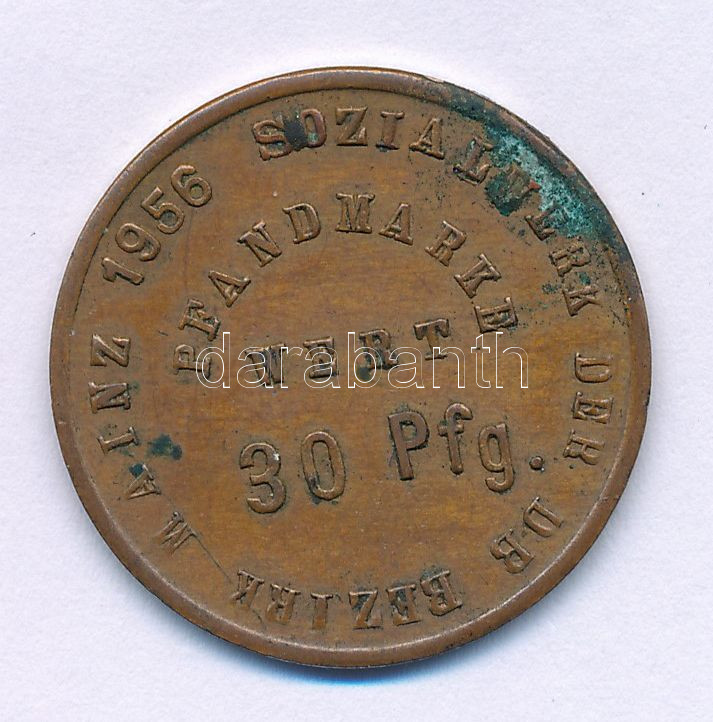 SOZIALWERK DER DB BEZIRK MAINZ 1956
PFANDMARKE
WERT
30 Pfg.
darabanth